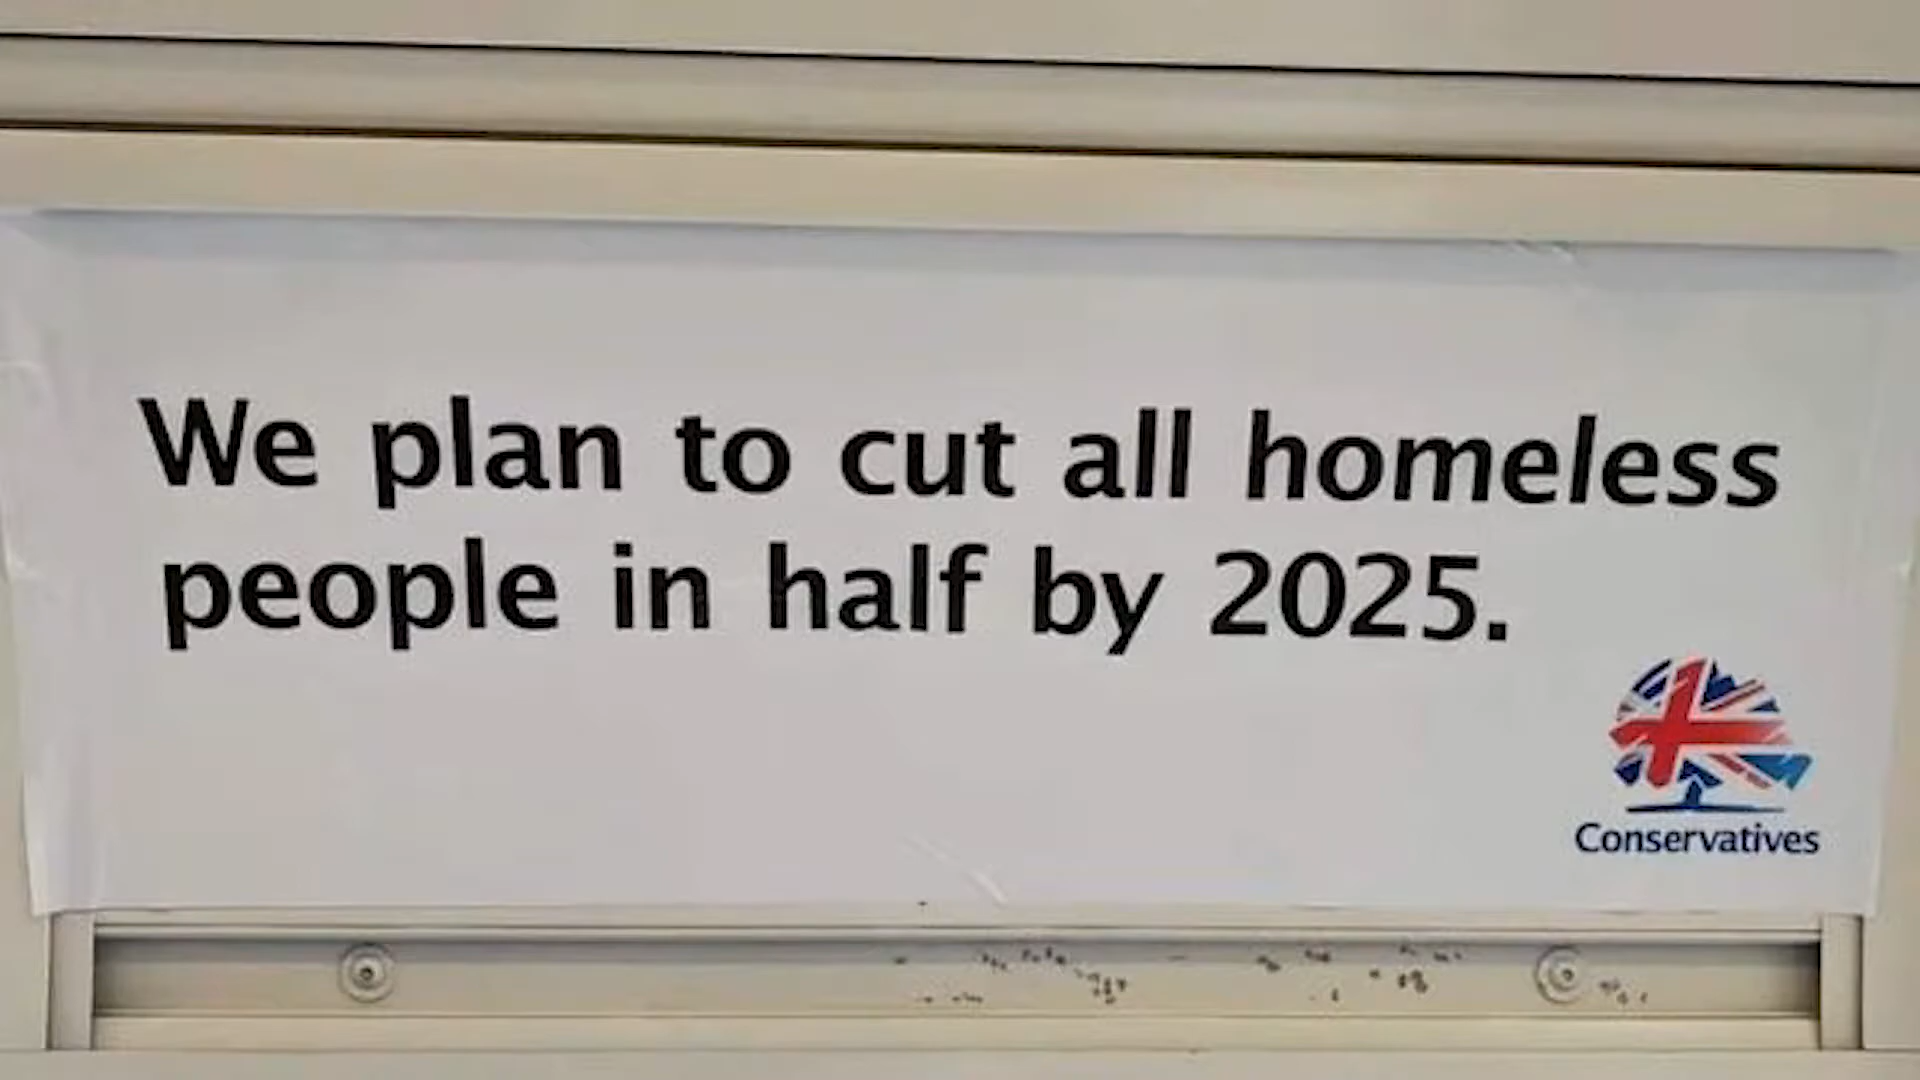 We plan to cut all homeless
people in half by 2025.
Conservatives